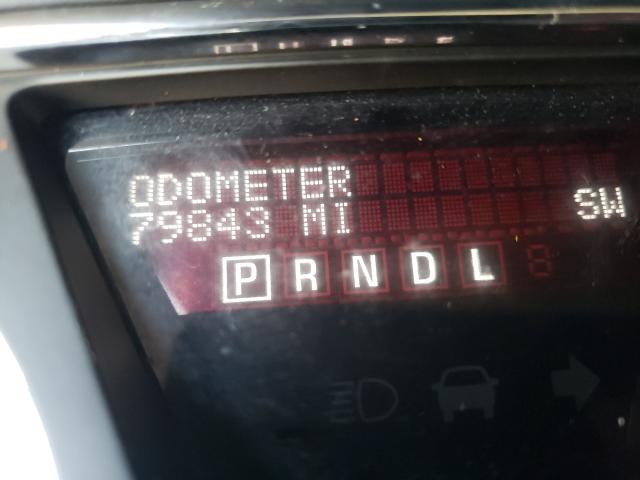 ODOMETER
79843 MI SW
P R N D L